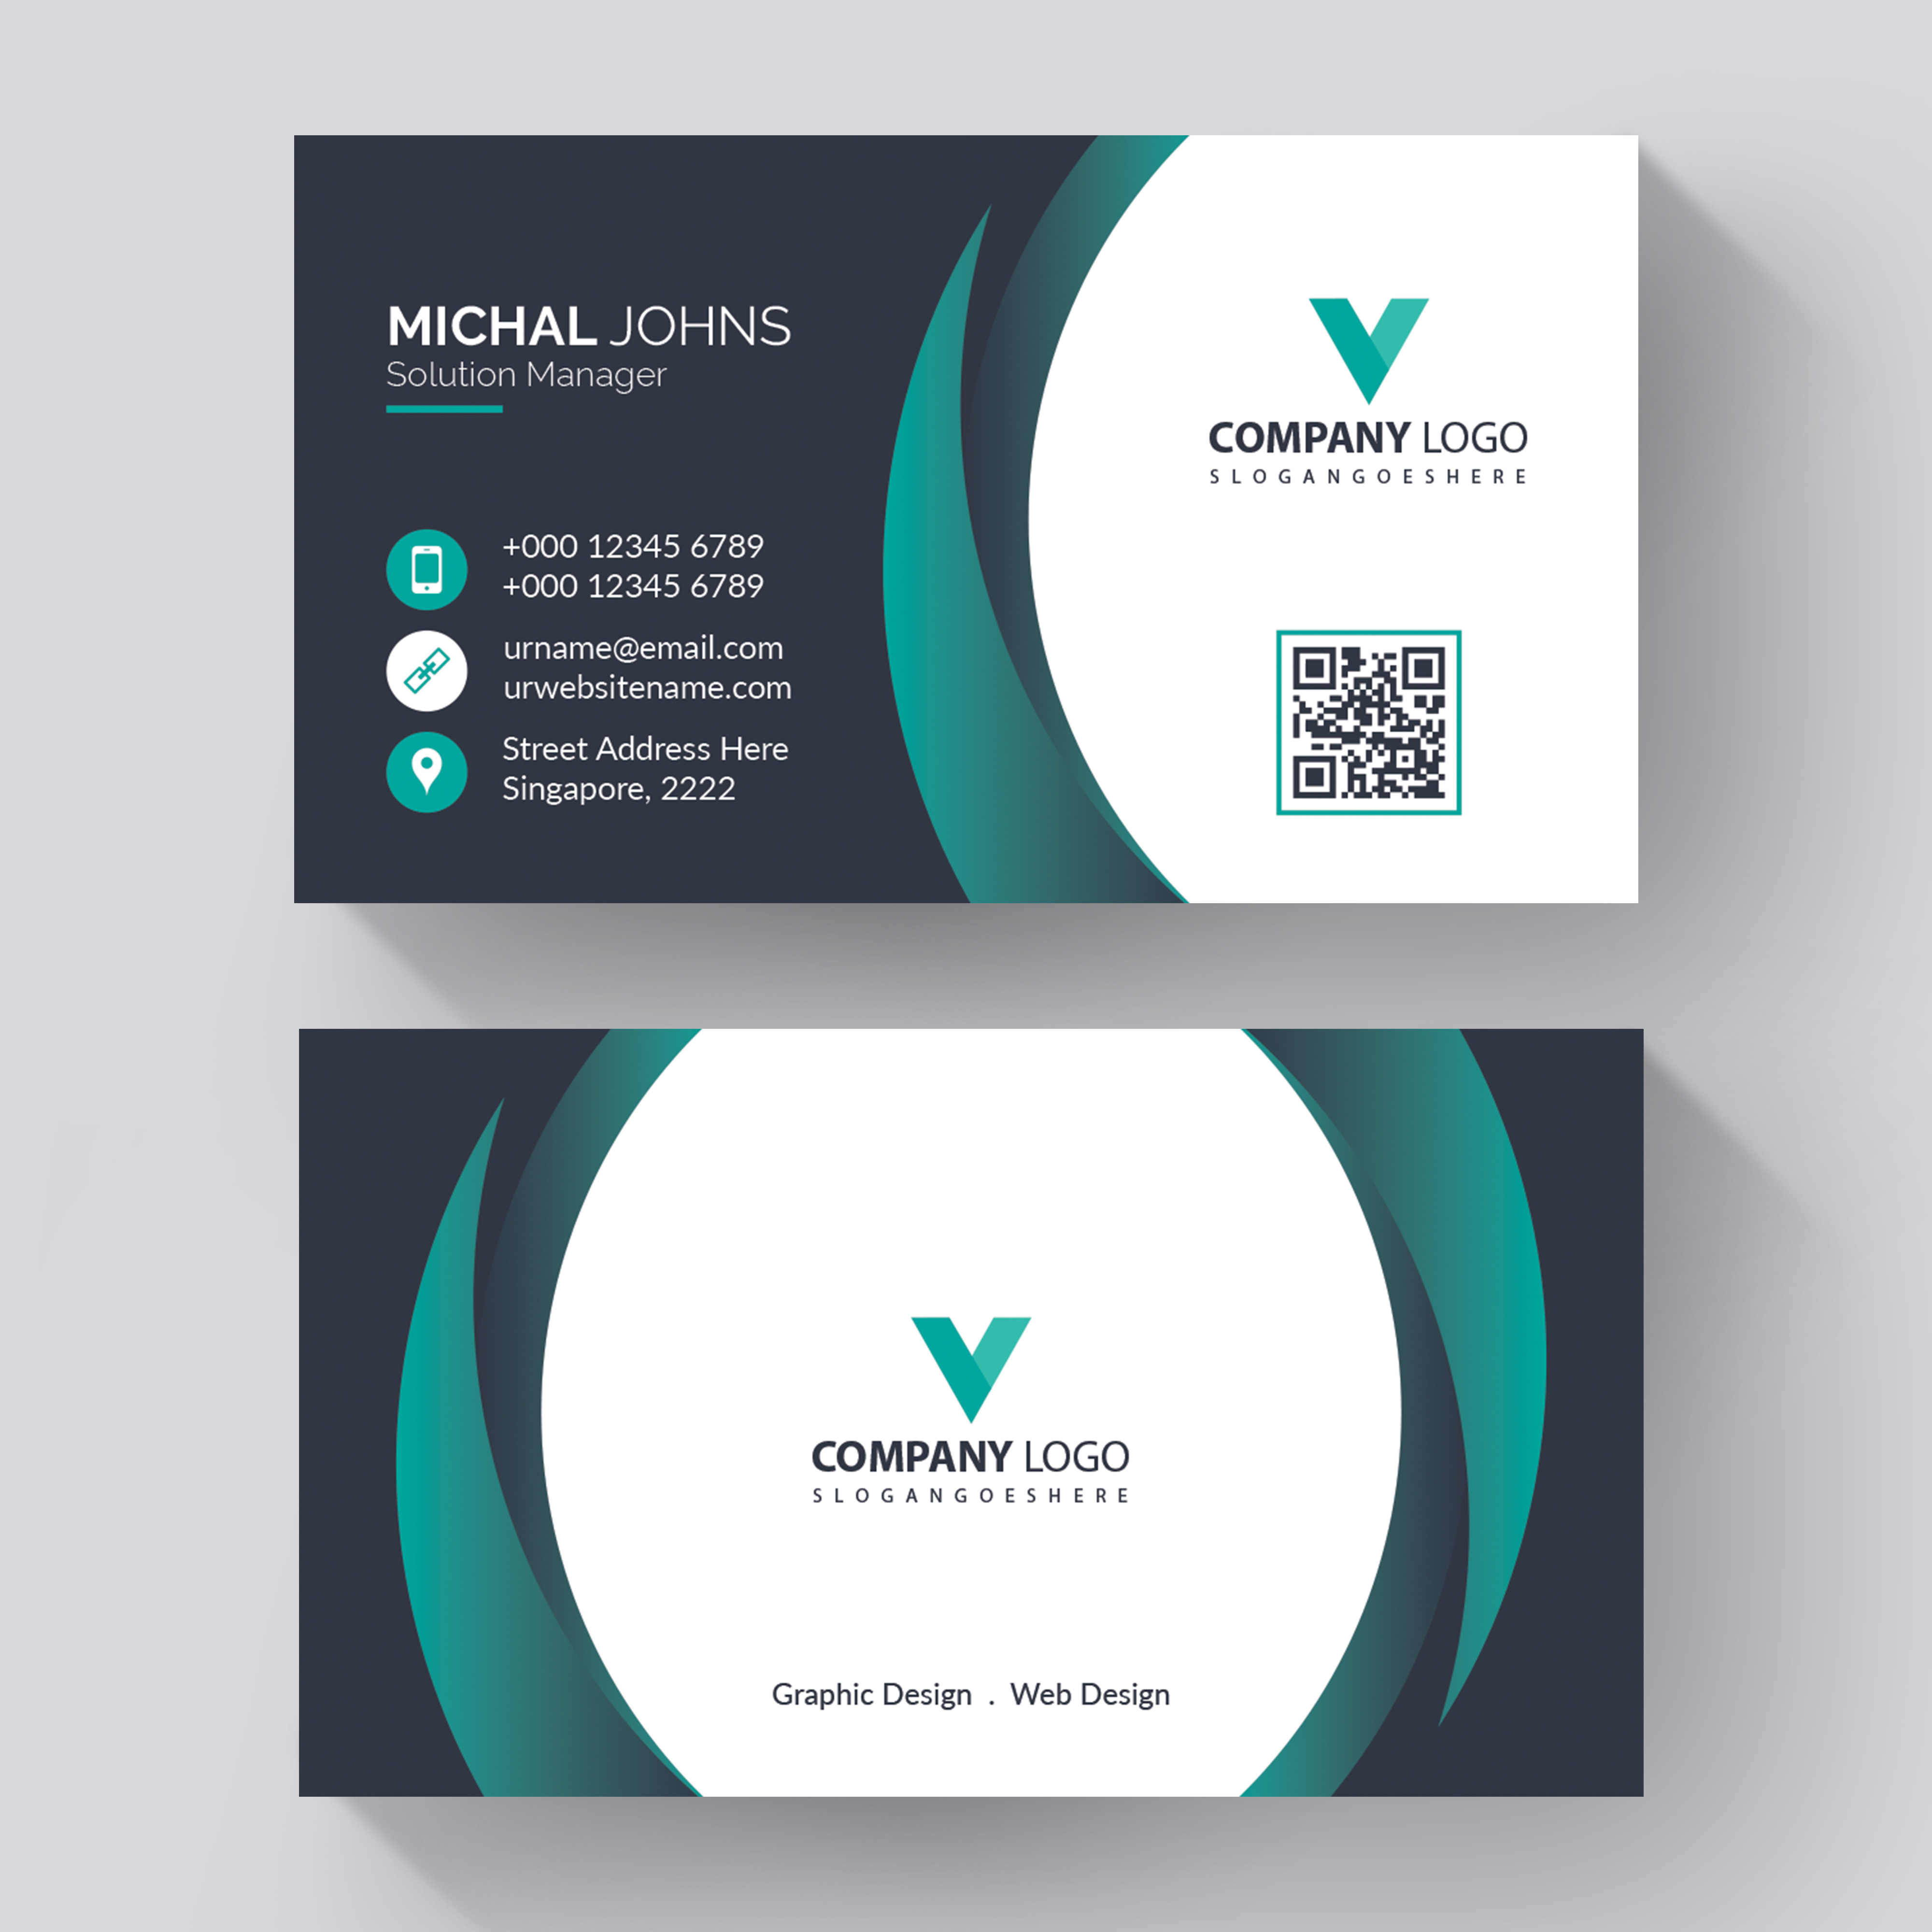 MICHAL JOHNS
Solution Manager
+000 12345 6789
+000 12345 6789
urname@email.com
urwebsitename.com
Street Address Here
Singapore, 2222
COMPANY LOGO
SLOGANGOESHERE
COMPANY LOGO
SLOGANGOESHERE
Graphic Design . Web Design